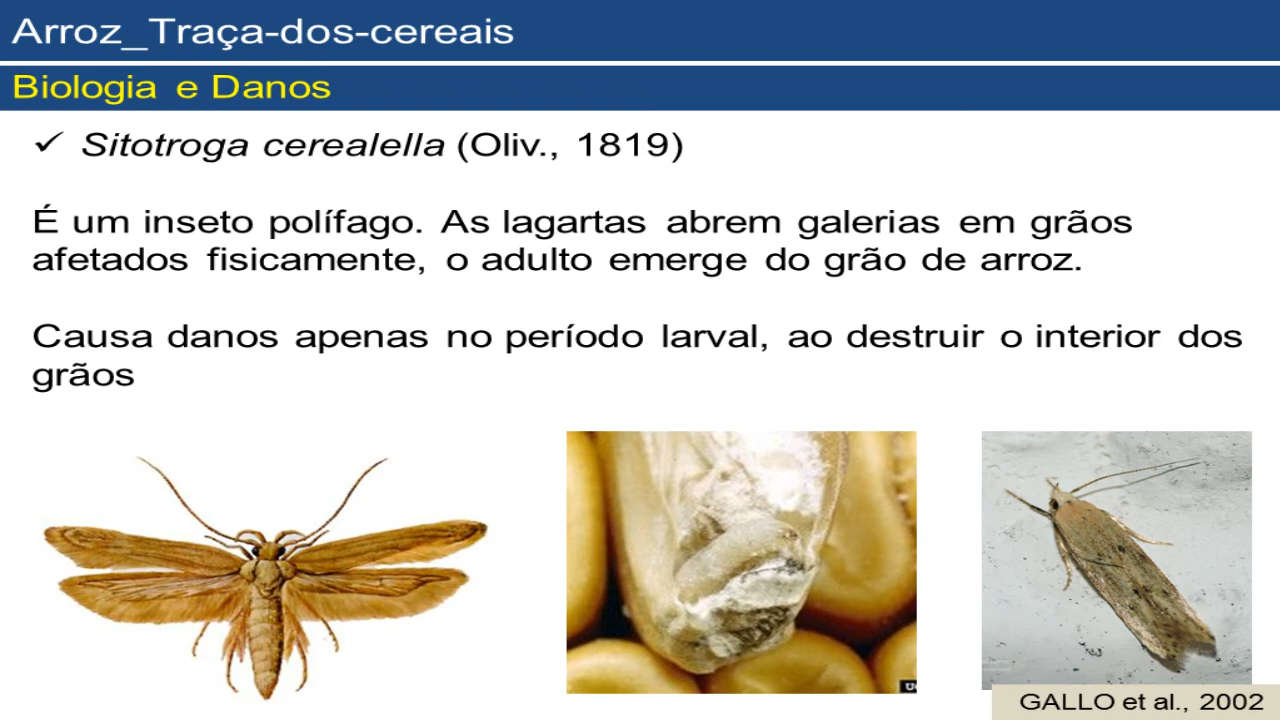 Arroz_Traça-dos-cereais
Biologia e Danos
✓ Sitotroga cerealella (Oliv., 1819)
É um inseto polífago. As lagartas abrem galerias em grãos
afetados fisicamente, o adulto emerge do grão de arroz.
Causa danos apenas no período larval, ao destruir o interior dos
grãos
GALLO et al., 2002